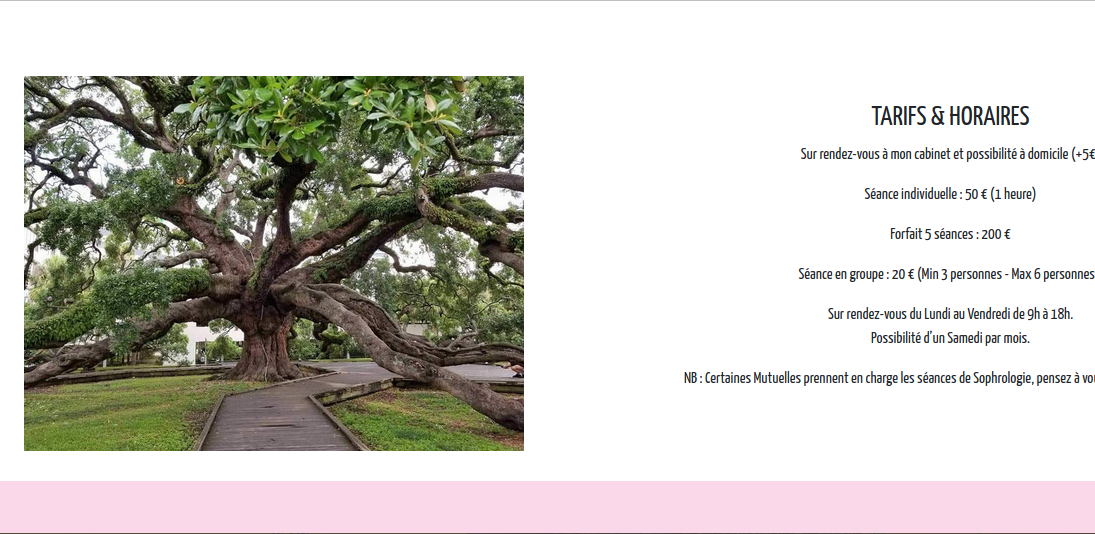 TARIFS & HORAIRES
Sur rendez-vous à mon cabinet et possibilité à domicile (+5€
Séance individuelle : 50 € (1 heure)
Forfait 5 séances : 200 €
Séance en groupe : 20 € (Min 3 personnes - Max 6 personnes
Sur rendez-vous du Lundi au Vendredi de 9h à 18h.
Possibilité d'un Samedi par mois.
NB : Certaines Mutuelles prennent en charge les séances de Sophrologie, pensez à